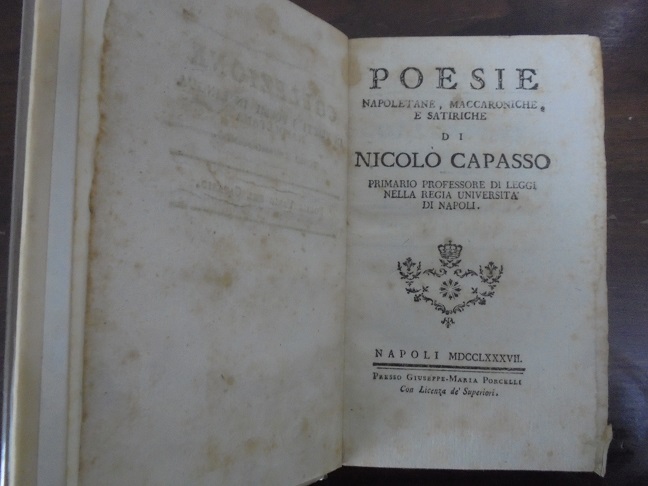 COLLEZIONE
POESIE
NAPOLETANE, MACCARONICHE,
E SATIRICHE
DI
NICOLÒ CAPASSO
PRIMARIO PROFESSORE DI LEGGI
NELLA REGIA UNIVERSITA'
DI NAPOLI.
NAPOLI MDCCLXXXVII.
PRESSO GIUSEPPE-MARIA PORCELLI
Con Licenza de' Superiori.